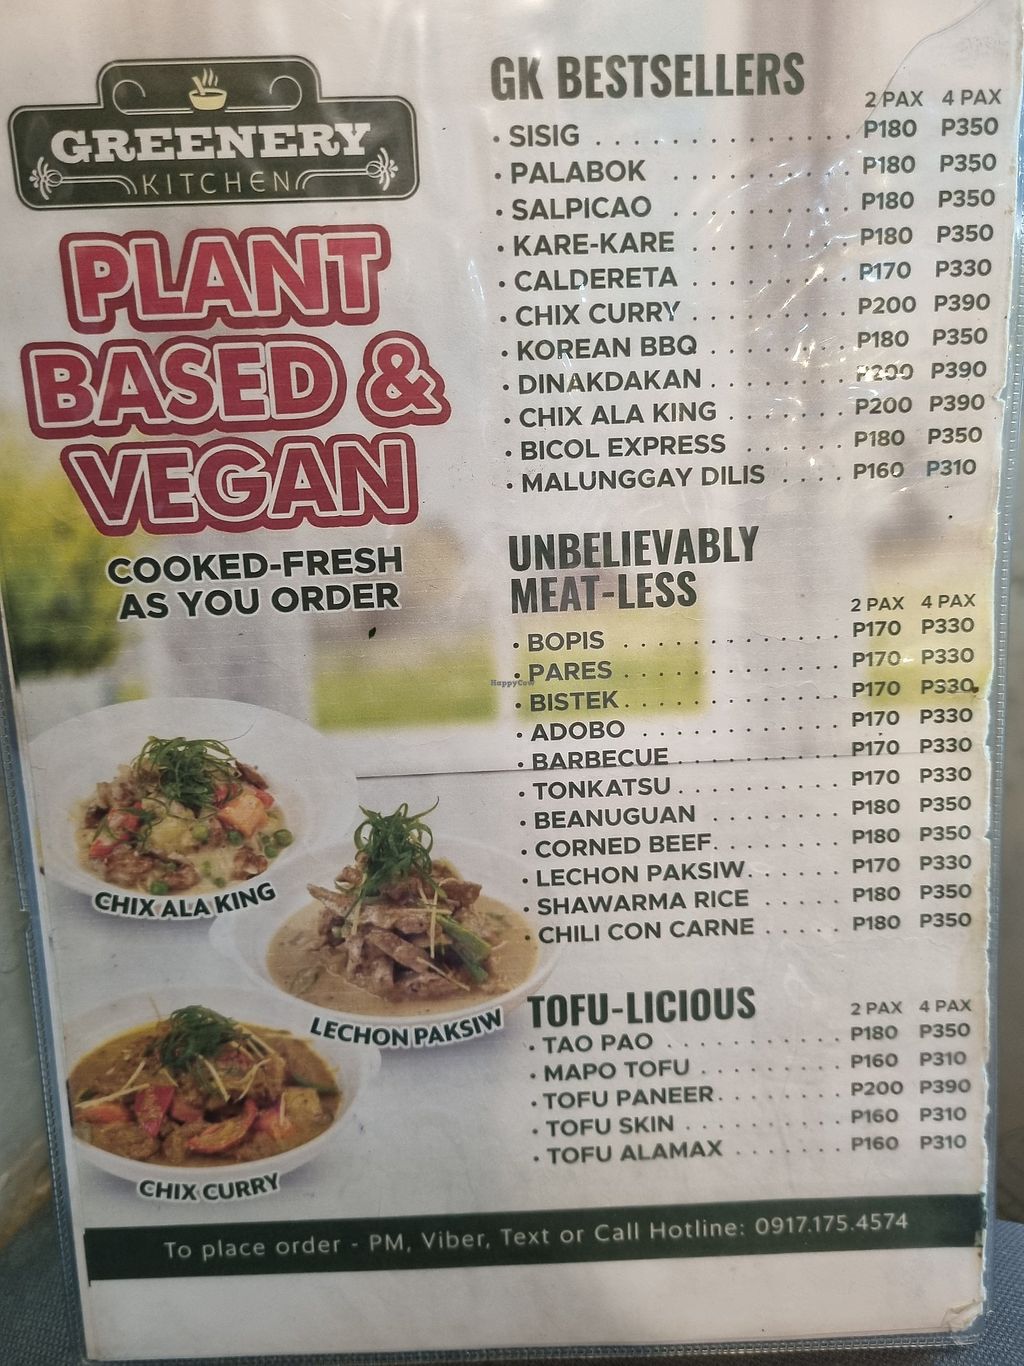 GREENERY
KITCHEN
PLANT
BASED &
VEGAN
COOKED-FRESH
AS YOU ORDER
GK BESTSELLERS
2 PAX 4 PAX
• SISIG . . . . . . . . . . . . . . . . P180 P350
• PALABOK . . . . . . . . . . . . P180 P350
• SALPICAO . . . . . . . . . . . P180 P350
• KARE-KARE . . . . . . . . . P180 P350
• CALDERETA . . . . . . . . . . P170 P330
• CHIX CURRY . . . . . . . . . . P200 P390
• KOREAN BBQ . . . . . . . . P180 P350
• DINAKDAKAN . . . . . . . . P200 P390
• CHIX ALA KING . . . . . . . P200 P390
• BICOL EXPRESS . . . . . . P180 P350
• MALUNGGAY DILIS . . . . P160 P310
UNBELIEVABLY
MEAT-LESS
2 PAX 4 PAX
• BOPIS . . . . . . . . . . . . . . P170 P330
• PARES . . . . . . . . . . . . . . P170 P330
• BISTEK . . . . . . . . . . . . . . P170 P330
• ADOBO . . . . . . . . . . . . . P170 P330
• BARBECUE . . . . . . . . . . . P170 P330
• TONKATSU . . . . . . . . . . . P170 P330
• BEANUGUAN . . . . . . . . P180 P350
• CORNED BEEF . . . . . . . . P180 P350
• LECHON PAKSIW . . . . . . P170 P330
• SHAWARMA RICE . . . . . P180 P350
• CHILI CON CARNE . . . . . P180 P350
TOFU-LICIOUS
2 PAX 4 PAX
• TAO PAO . . . . . . . . . . . . P180 P350
• MAPO TOFU . . . . . . . . . P160 P310
• TOFU PANEER . . . . . . . . P200 P390
• TOFU SKIN . . . . . . . . . . P160 P310
• TOFU ALAMAX . . . . . . . P160 P310
CHIX ALA KING
LECHON PAKSIW
CHIX CURRY
To place order - PM, Viber, Text or Call Hotline: 0917.175.4574
HappyCow